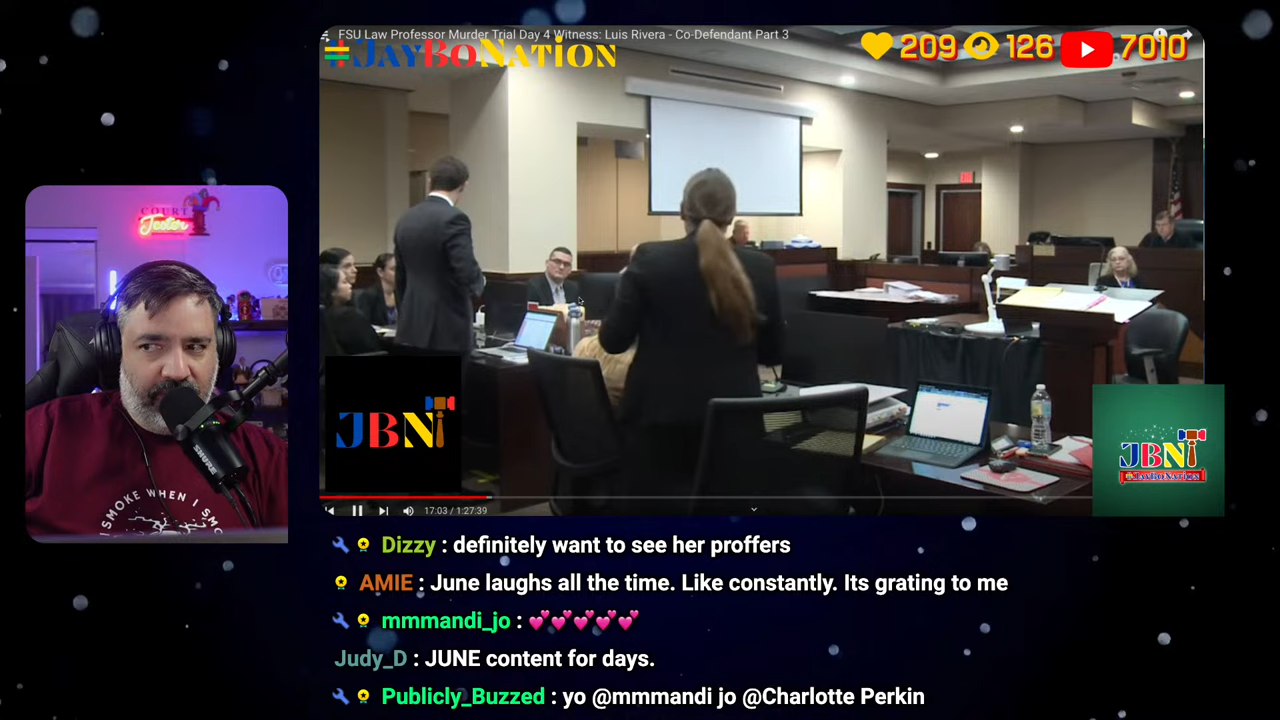 FSU Law Professor Murder Trial Day 4 Witness: Luis Rivera - Co-Defendant Part 3
#JAYBONATION
209 126 7010
COURT
Jester
JBN
JBN
#JAYBONATION
SHURE
I SMOKE WHEN I SMO
17:03 / 1:27:39
Dizzy : definitely want to see her proffers
AMIE : June laughs all the time. Like constantly. Its grating to me
mmmandi_jo : 💕💕💕💕💕
Judy_D : JUNE content for days.
Publicly_Buzzed : yo @mmmandi jo @Charlotte Perkin